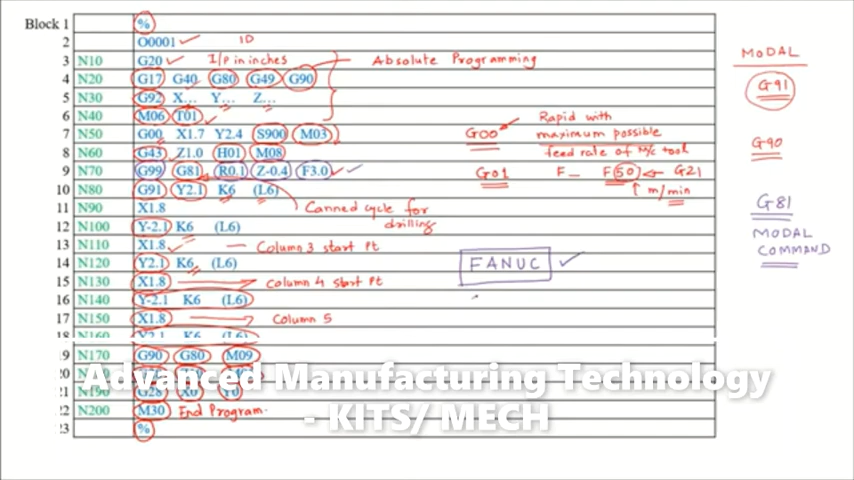 Block 1 %
2 O0001 ID
3 N10 G20 I/P in inches Absolute Programming
4 N20 G17 G40 G80 G49 G90
5 N30 G92 X... Y... Z...
6 N40 M06 T01
7 N50 G00 X1.7 Y2.4 S900 M03
8 N60 G43 Z1.0 H01 M08
9 N70 G99 G81 R0.1 Z-0.4 F3.0
10 N80 G91 Y2.1 K6 (L6)
11 N90 X1.8 Canned cycle for
drilling
12 N100 Y-2.1 K6 (L6)
13 N110 X1.8 — Column 3 start Pt
14 N120 Y2.1 K6 (L6)
15 N130 X1.8 Column 4 start Pt
16 N140 Y-2.1 K6 (L6)
17 N150 X1.8 Column 5
18 N160 Y2.1 K6 (L6)
19 N170 G90 G80 M09
21 N190 G28 X0 Y0
22 N200 M30 End Program.
23 %
G00 Rapid with
maximum possible
feed rate of M/c tool
G01 F_ F50 G21
m/min
FANUC
MODAL
G91
G90
G81
MODAL
COMMAND
Advanced Manufacturing Technology
- KITS/ MECH